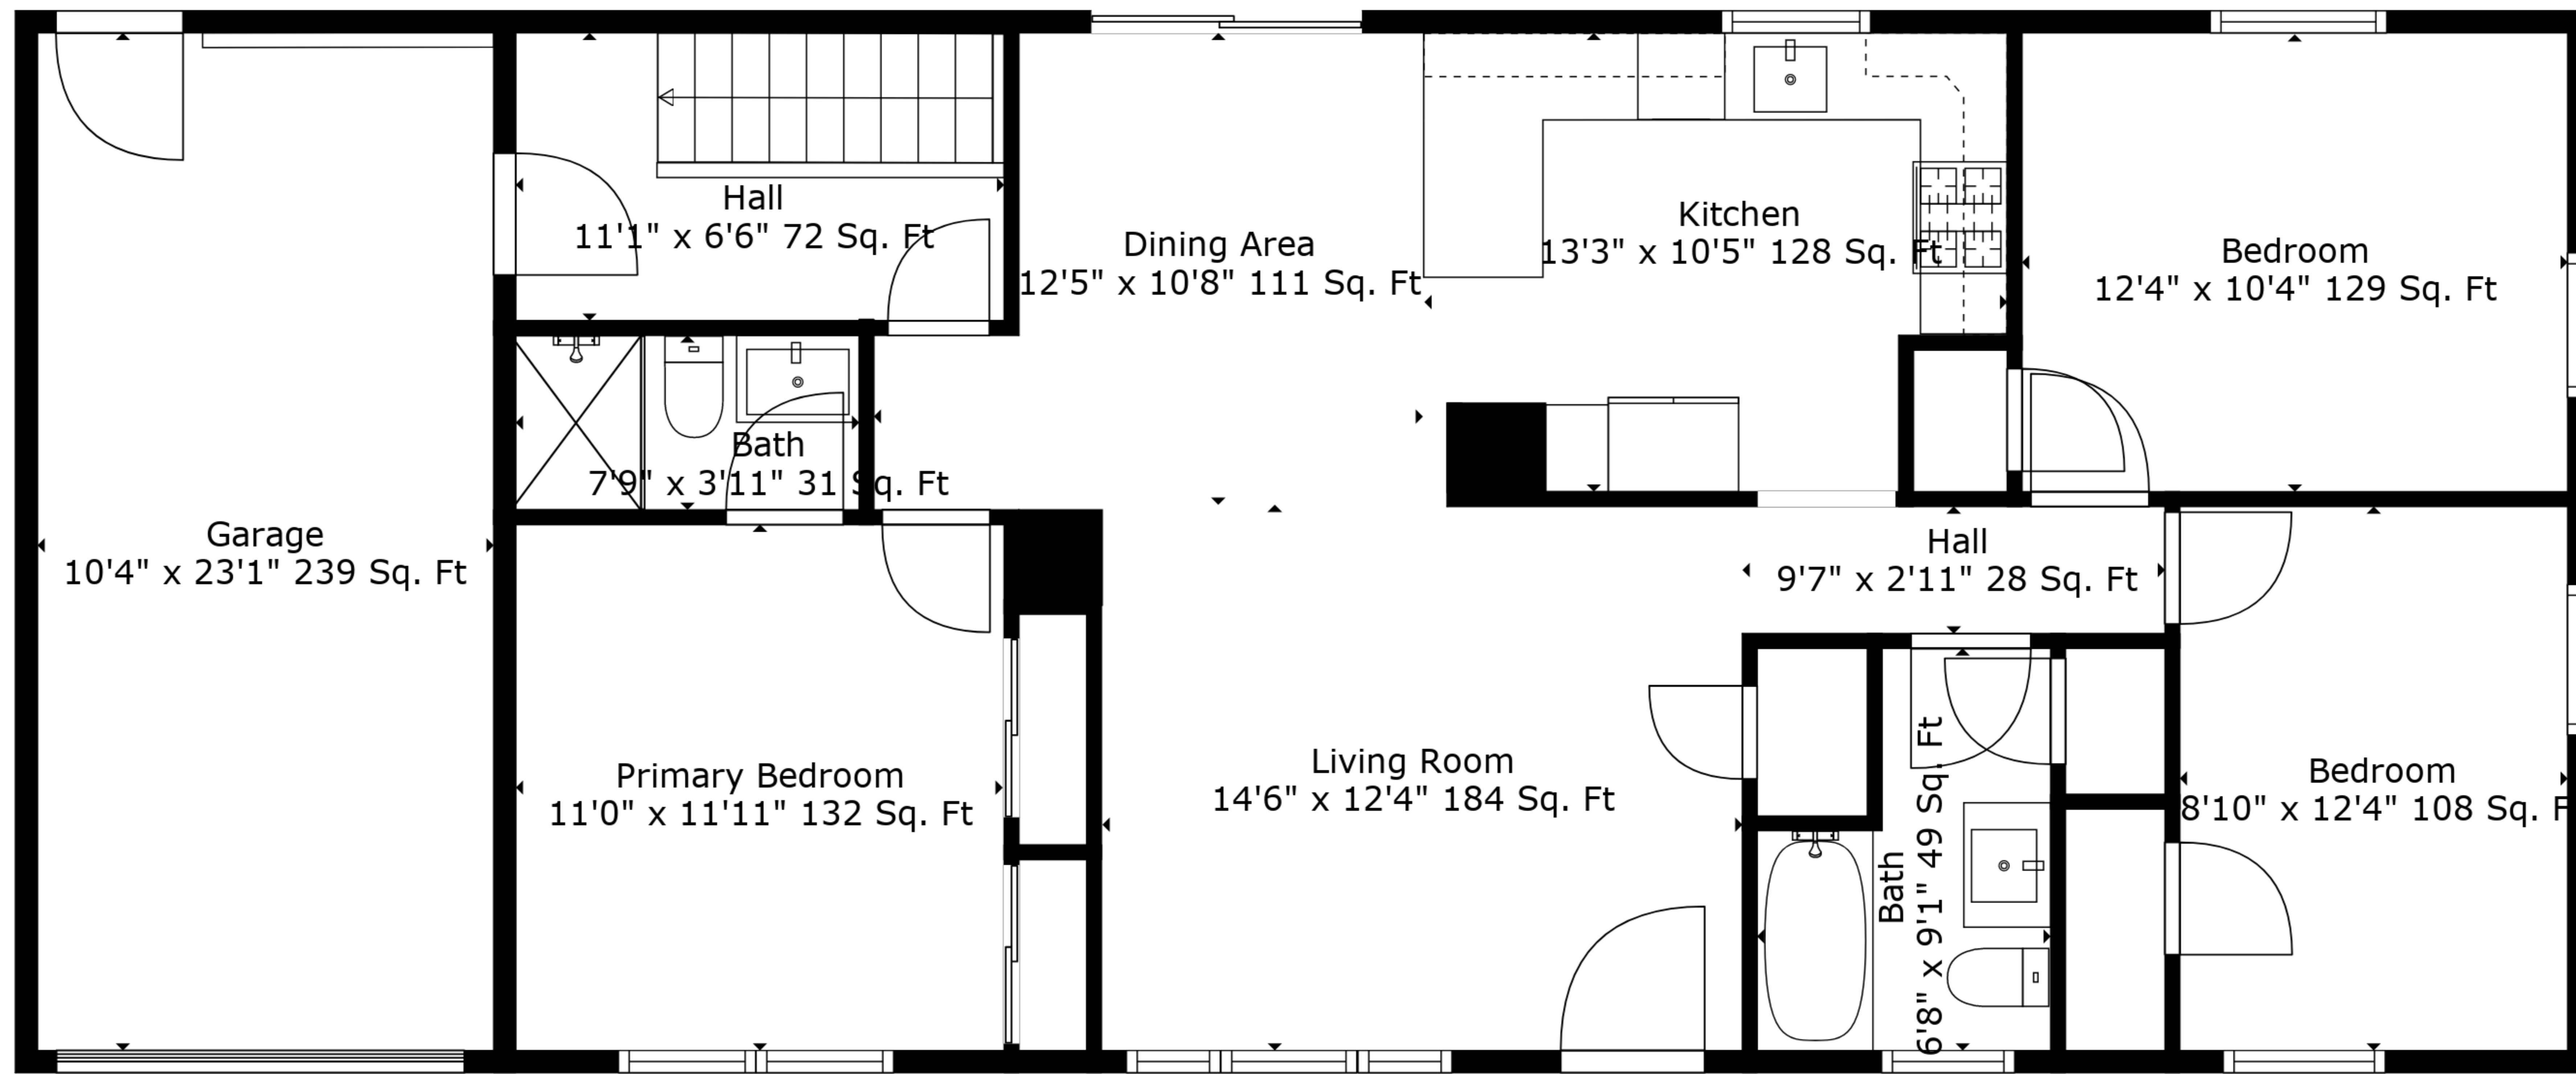 Hall
11'1" x 6'6" 72 Sq. Ft
Dining Area
12'5" x 10'8" 111 Sq. Ft
Kitchen
13'3" x 10'5" 128 Sq. Ft
Bedroom
12'4" x 10'4" 129 Sq. Ft
Bath
7'9" x 3'11" 31 Sq. Ft
Garage
10'4" x 23'1" 239 Sq. Ft
Hall
9'7" x 2'11" 28 Sq. Ft
Primary Bedroom
11'0" x 11'11" 132 Sq. Ft
Living Room
14'6" x 12'4" 184 Sq. Ft
Bath
6'8" x 9'1" 49 Sq. Ft
Bedroom
8'10" x 12'4" 108 Sq. F